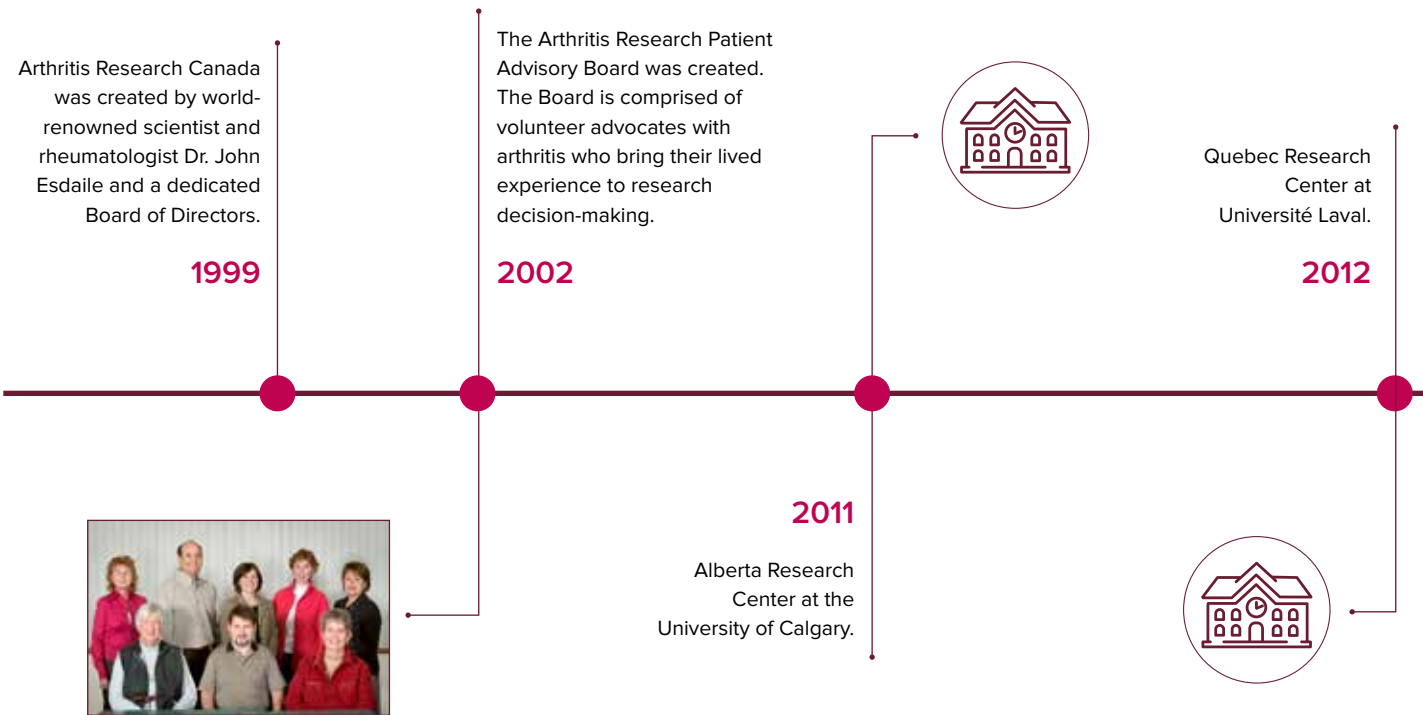 Arthritis Research Canada
was created by world-
renowned scientist and
rheumatologist Dr. John
Esdaile and a dedicated
Board of Directors.
1999
The Arthritis Research Patient
Advisory Board was created.
The Board is comprised of
volunteer advocates with
arthritis who bring their lived
experience to research
decision-making.
2002
2011
Alberta Research
Center at the
University of Calgary.
Quebec Research
Center at
Université Laval.
2012